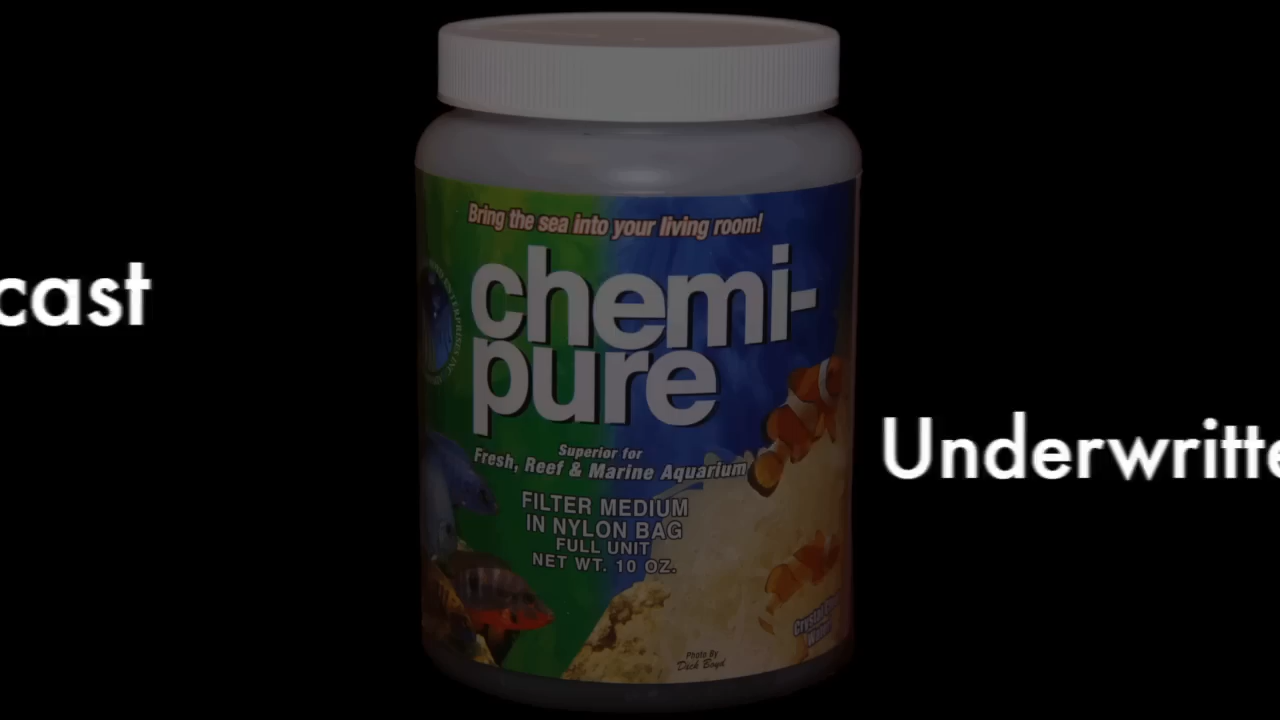 cast
Underwritte
Bring the sea into your living room!
chemi-
pure
Superior for
Fresh, Reef & Marine Aquarium
FILTER MEDIUM
IN NYLON BAG
FULL UNIT
NET WT. 10 OZ.
Photo By
Dick Boyd